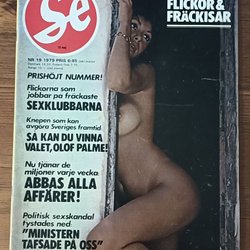 Se
FLICKOR &
FRÄCKISAR
NR 19 1979 PRIS 6:85
PRISHÖJT NUMMER!
Flickorna som
jobbar på fräckaste
SEXKLUBBARNA
Knepen som kan
avgöra Sveriges framtid
SÅ KAN DU VINNA
VALET, OLOF PALME!
Nu tjänar de
miljoner varje vecka
ABBAS ALLA
AFFÄRER!
Politisk sexskandal
tystades ned
"MINISTERN
TAFSADE PÅ OSS"